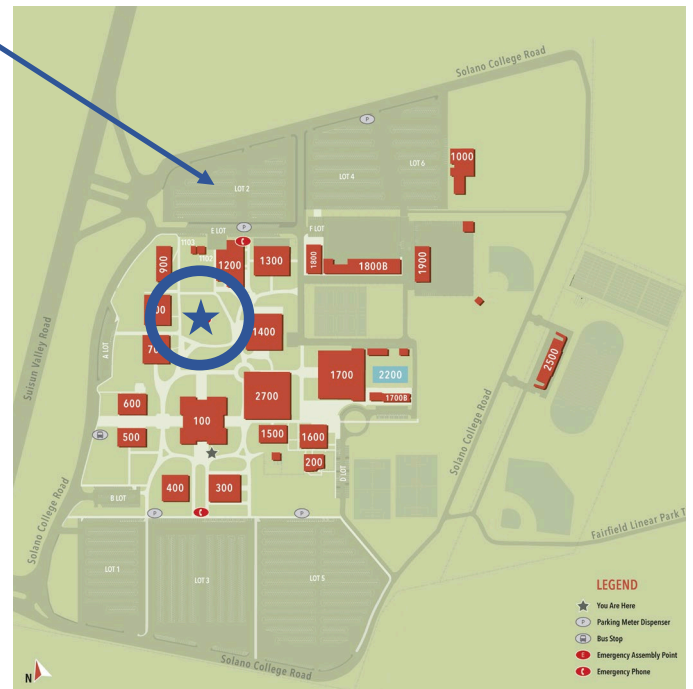 Solano College Road
P
1000
LOT 6
LOT 4
LOT 2
P
E LOT
F LOT
1103
1102
900
1200
1300
1800
1800B
1900
1400
Suisun Valley Road
A LOT
2500
1700
2200
2700
1700B
600
100
500
1500
1600
200
Solano College Road
D LOT
400
300
B LOT
P
P
Solano College Road
Fairfield Linear Park T
LOT 1
LOT 3
LOT 5
LEGEND
You Are Here
P Parking Meter Dispenser
Bus Stop
E Emergency Assembly Point
Emergency Phone
Solano College Road
N